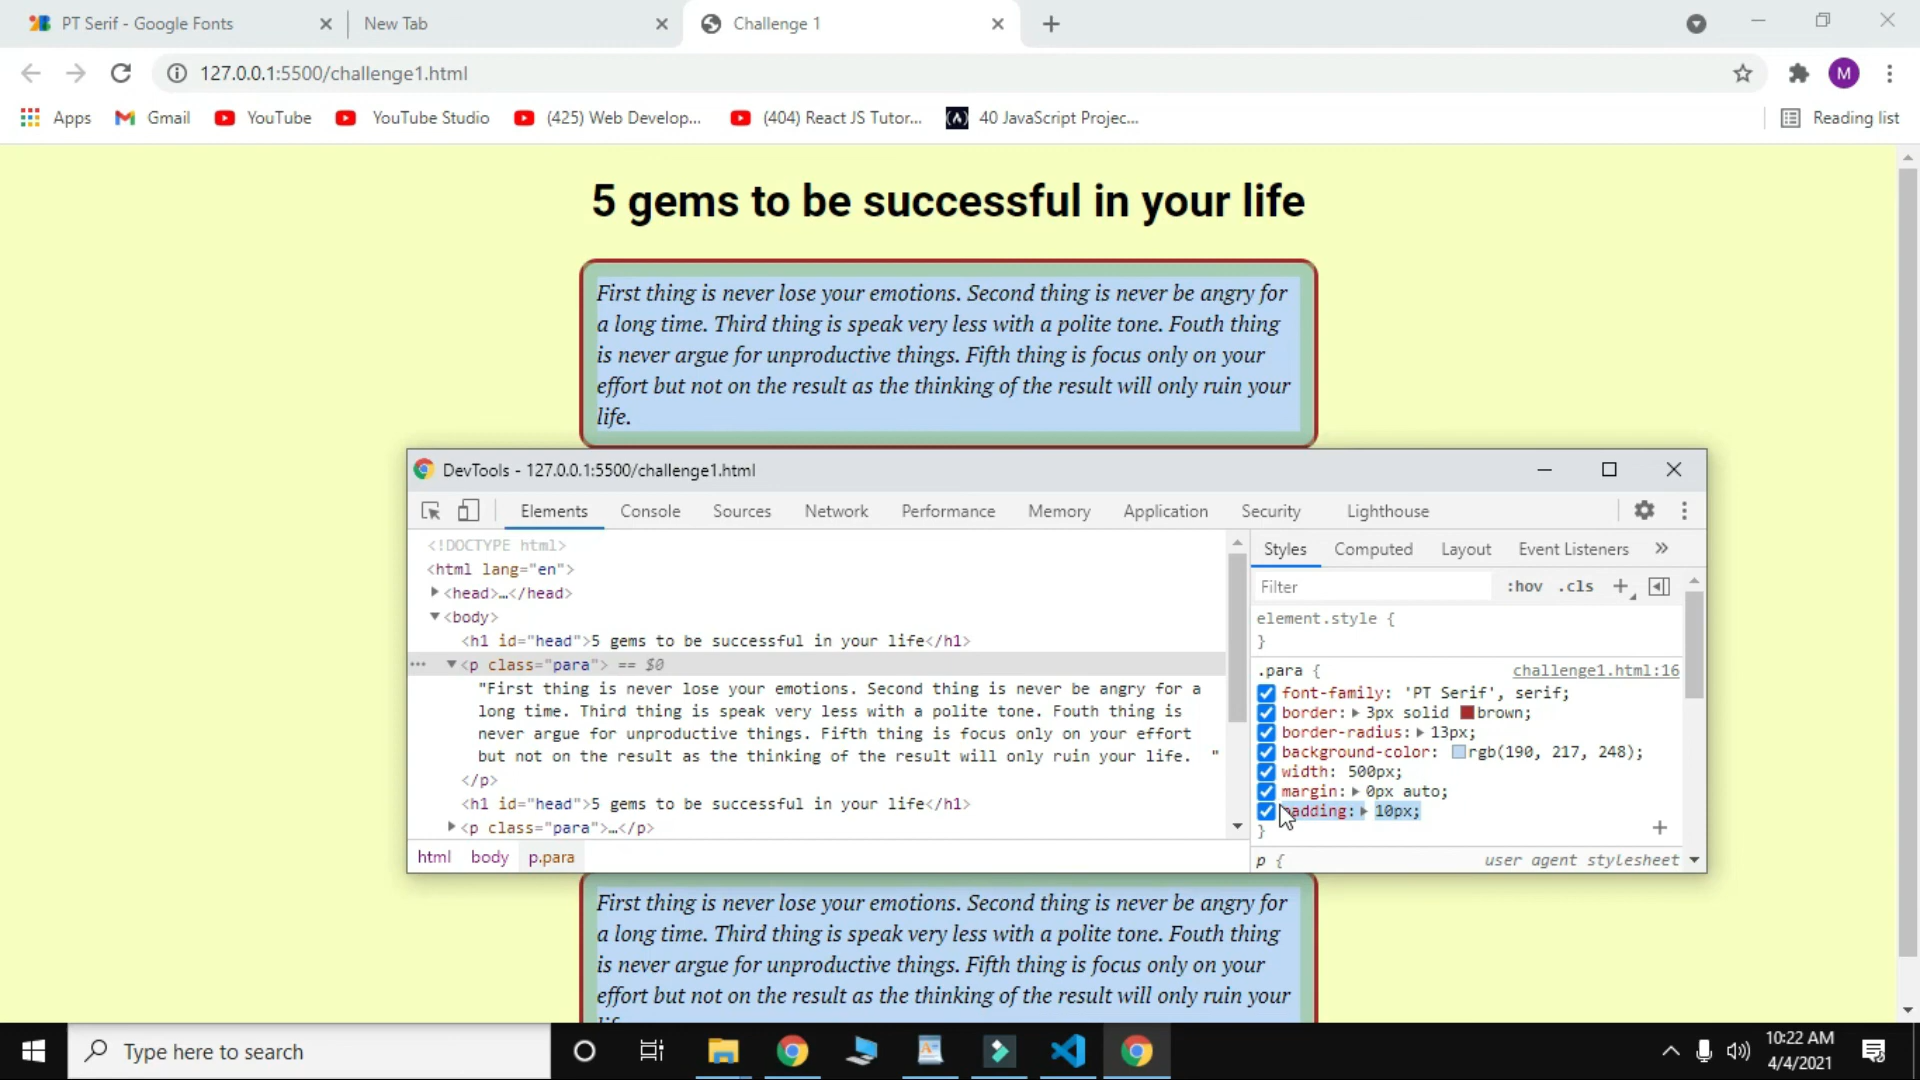 PT Serif - Google Fonts
New Tab
Challenge 1
127.0.0.1:5500/challenge1.html
M
Apps
Gmail
YouTube
YouTube Studio
(425) Web Develop...
(404) React JS Tutor...
40 JavaScript Projec...
Reading list
5 gems to be successful in your life
First thing is never lose your emotions. Second thing is never be angry for
a long time. Third thing is speak very less with a polite tone. Fouth thing
is never argue for unproductive things. Fifth thing is focus only on your
effort but not on the result as the thinking of the result will only ruin your
life.
DevTools - 127.0.0.1:5500/challenge1.html
Elements
Console
Sources
Network
Performance
Memory
Application
Security
Lighthouse
<!DOCTYPE html>
<html lang="en">
<head>…</head>
<body>
<h1 id="head">5 gems to be successful in your life</h1>
<p class="para"> == $0
"First thing is never lose your emotions. Second thing is never be angry for a
long time. Third thing is speak very less with a polite tone. Fouth thing is
never argue for unproductive things. Fifth thing is focus only on your effort
but not on the result as the thinking of the result will only ruin your life. "
</p>
<h1 id="head">5 gems to be successful in your life</h1>
<p class="para">…</p>
html body p.para
Styles
Computed
Layout
Event Listeners
Filter
:hov .cls
element.style {
}
.para {
challenge1.html:16
font-family: 'PT Serif', serif;
border: 3px solid brown;
border-radius: 13px;
background-color: rgb(190, 217, 248);
width: 500px;
margin: 0px auto;
padding: 10px;
}
p {
user agent stylesheet
First thing is never lose your emotions. Second thing is never be angry for
a long time. Third thing is speak very less with a polite tone. Fouth thing
is never argue for unproductive things. Fifth thing is focus only on your
effort but not on the result as the thinking of the result will only ruin your
Type here to search
10:22 AM
4/4/2021